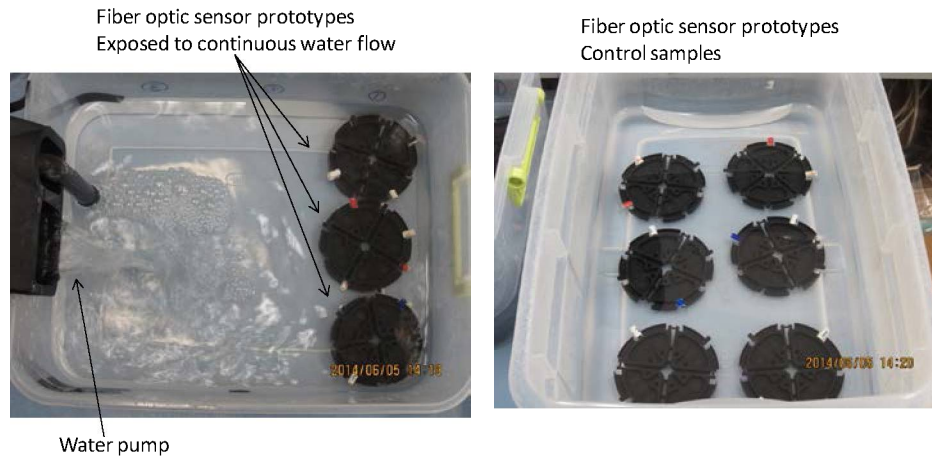 Fiber optic sensor prototypes
Exposed to continuous water flow
Fiber optic sensor prototypes
Control samples
2014/06/05 14:20
Water pump